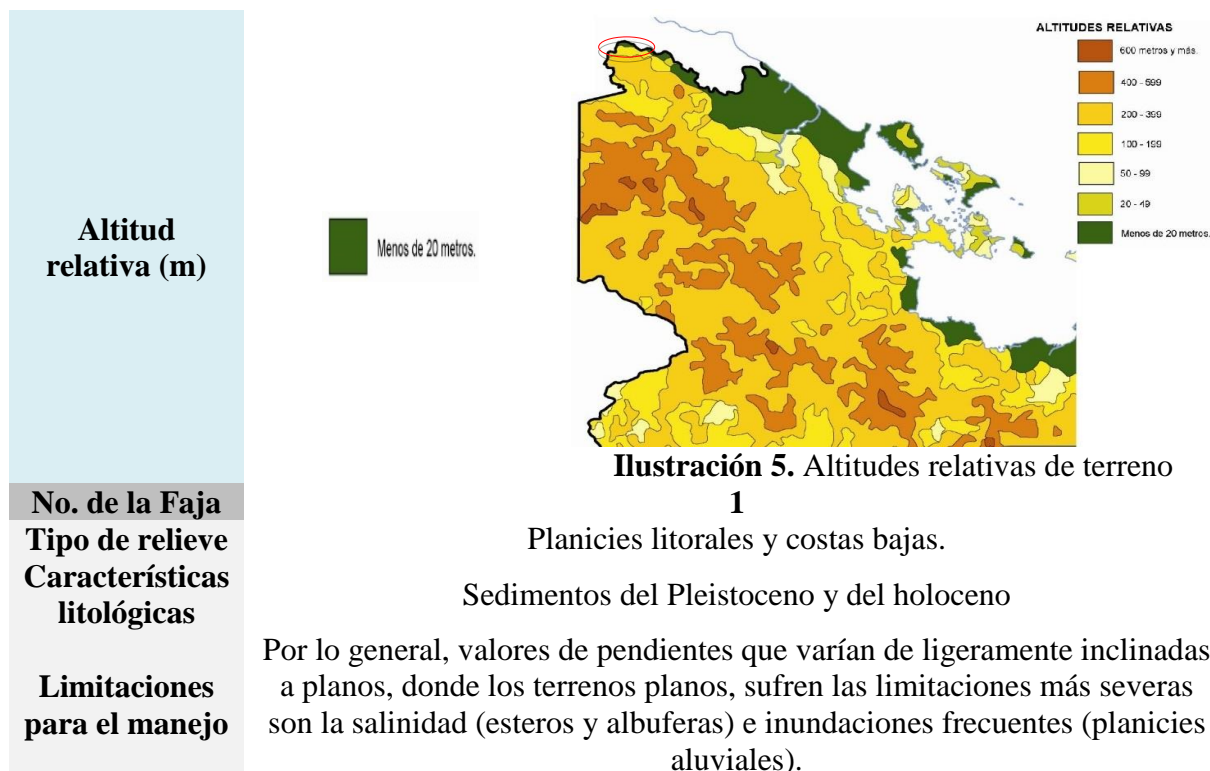 ALTITUDES RELATIVAS
600 metros y más.
400 - 599
200 - 399
100 - 199
50 - 99
20 - 49
Menos de 20 metros.
Altitud
relativa (m)
Menos de 20 metros.
Ilustración 5. Altitudes relativas de terreno
No. de la Faja
1
Tipo de relieve
Planicies litorales y costas bajas.
Características
litológicas
Sedimentos del Pleistoceno y del holoceno
Limitaciones
para el manejo
Por lo general, valores de pendientes que varían de ligeramente inclinadas
a planos, donde los terrenos planos, sufren las limitaciones más severas
son la salinidad (esteros y albuferas) e inundaciones frecuentes (planicies
aluviales).